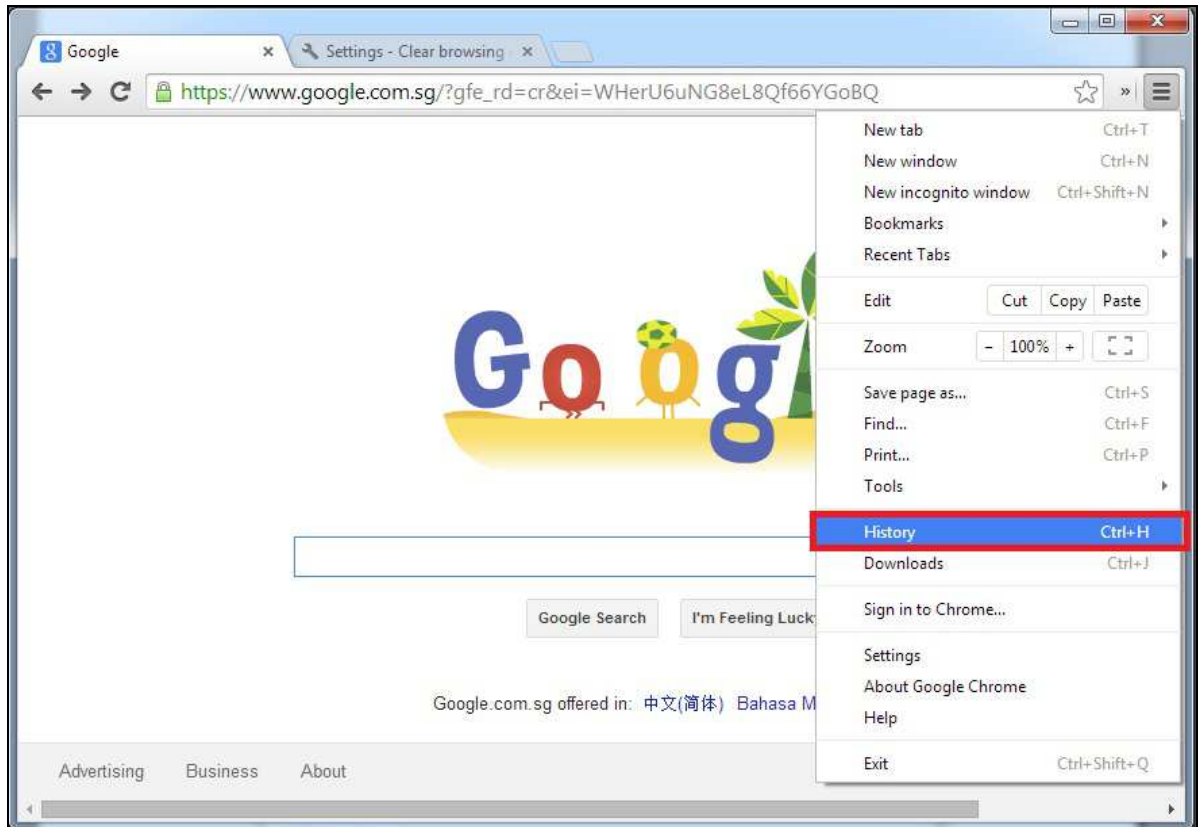 Google
Settings - Clear browsing
https://www.google.com.sg/?gfe_rd=cr&ei=WHerU6uNG8eL8Qf66YGoBQ
New tab Ctrl+T
New window Ctrl+N
New incognito window Ctrl+Shift+N
Bookmarks
Recent Tabs
Edit Cut Copy Paste
Zoom - 100% +
Save page as... Ctrl+S
Find... Ctrl+F
Print... Ctrl+P
Tools
History Ctrl+H
Downloads Ctrl+J
Sign in to Chrome...
Settings
About Google Chrome
Help
Exit Ctrl+Shift+Q
Goog
Google Search I'm Feeling Luck
Google.com.sg offered in: 中文(简体) Bahasa M
Advertising Business About